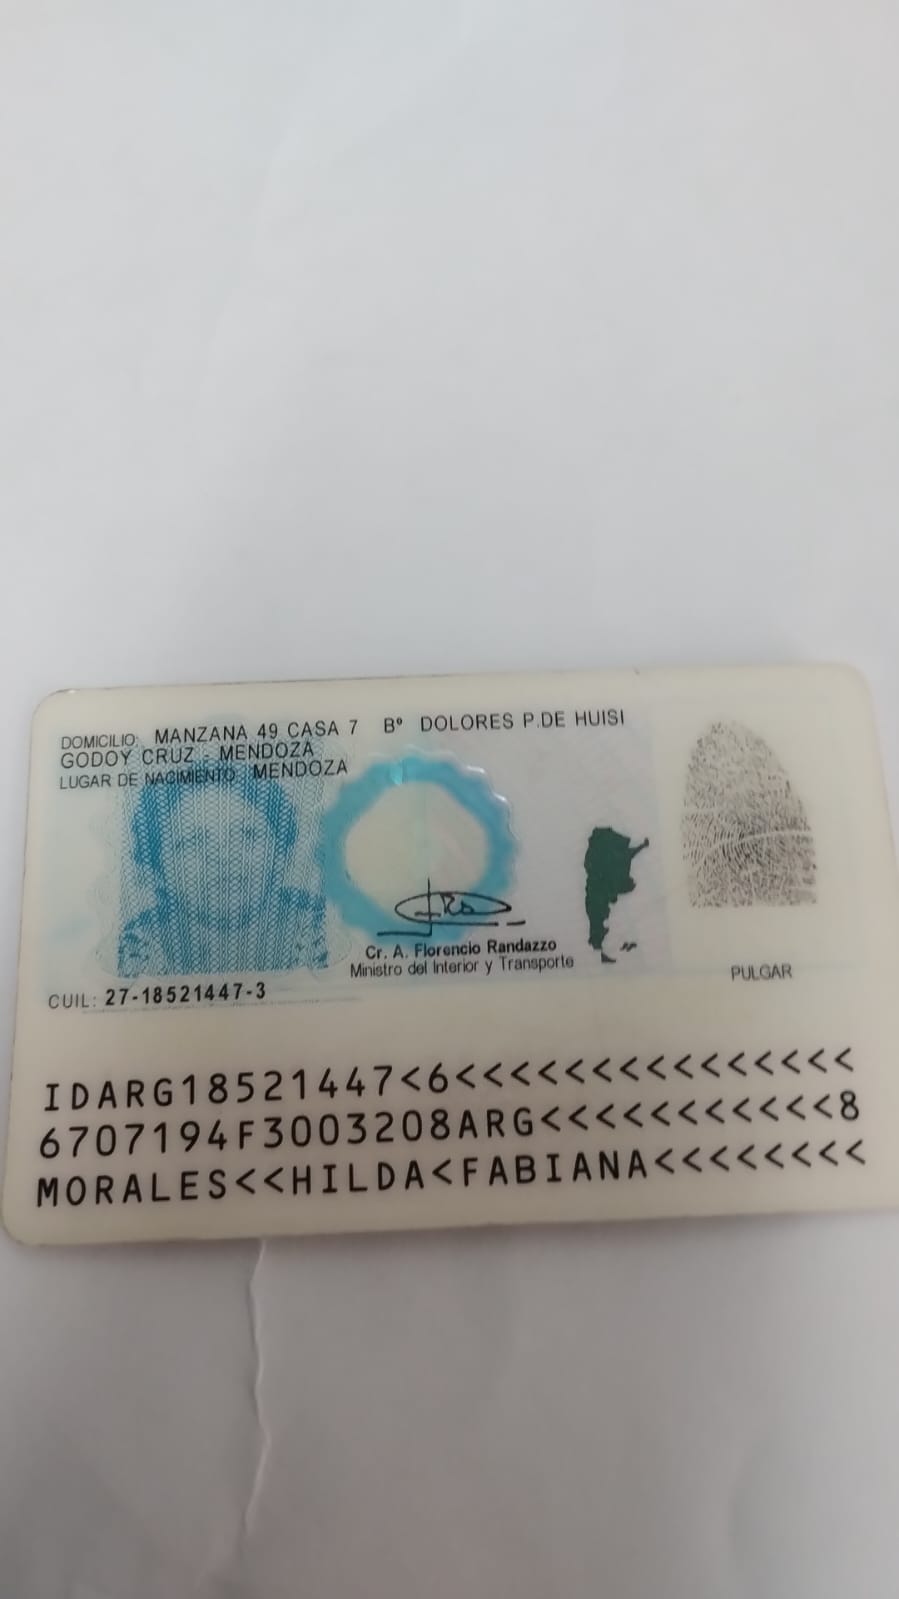 DOMICILIO: MANZANA 49 CASA 7 Bº DOLORES P.DE HUISI
GODOY CRUZ - MENDOZA
LUGAR DE NACIMIENTO: MENDOZA
Cr. A. Florencio Randazzo
Ministro del Interior y Transporte
PULGAR
CUIL: 27-18521447-3
IDARG18521447<6<<<<<<<<<<<<<<<
6707194F3003208ARG<<<<<<<<<<<8
MORALES<<HILDA<FABIANA<<<<<<<<